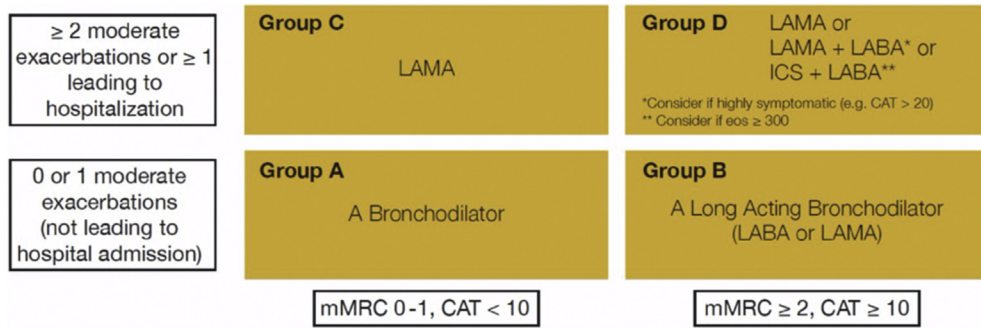 ≥ 2 moderate
exacerbations or ≥ 1
leading to
hospitalization
Group C
LAMA
Group D
LAMA or
LAMA + LABA* or
ICS + LABA**
*Consider if highly symptomatic (e.g. CAT > 20)
** Consider if eos ≥ 300
0 or 1 moderate
exacerbations
(not leading to
hospital admission)
Group A
A Bronchodilator
Group B
A Long Acting Bronchodilator
(LABA or LAMA)
mMRC 0-1, CAT < 10
mMRC ≥ 2, CAT ≥ 10